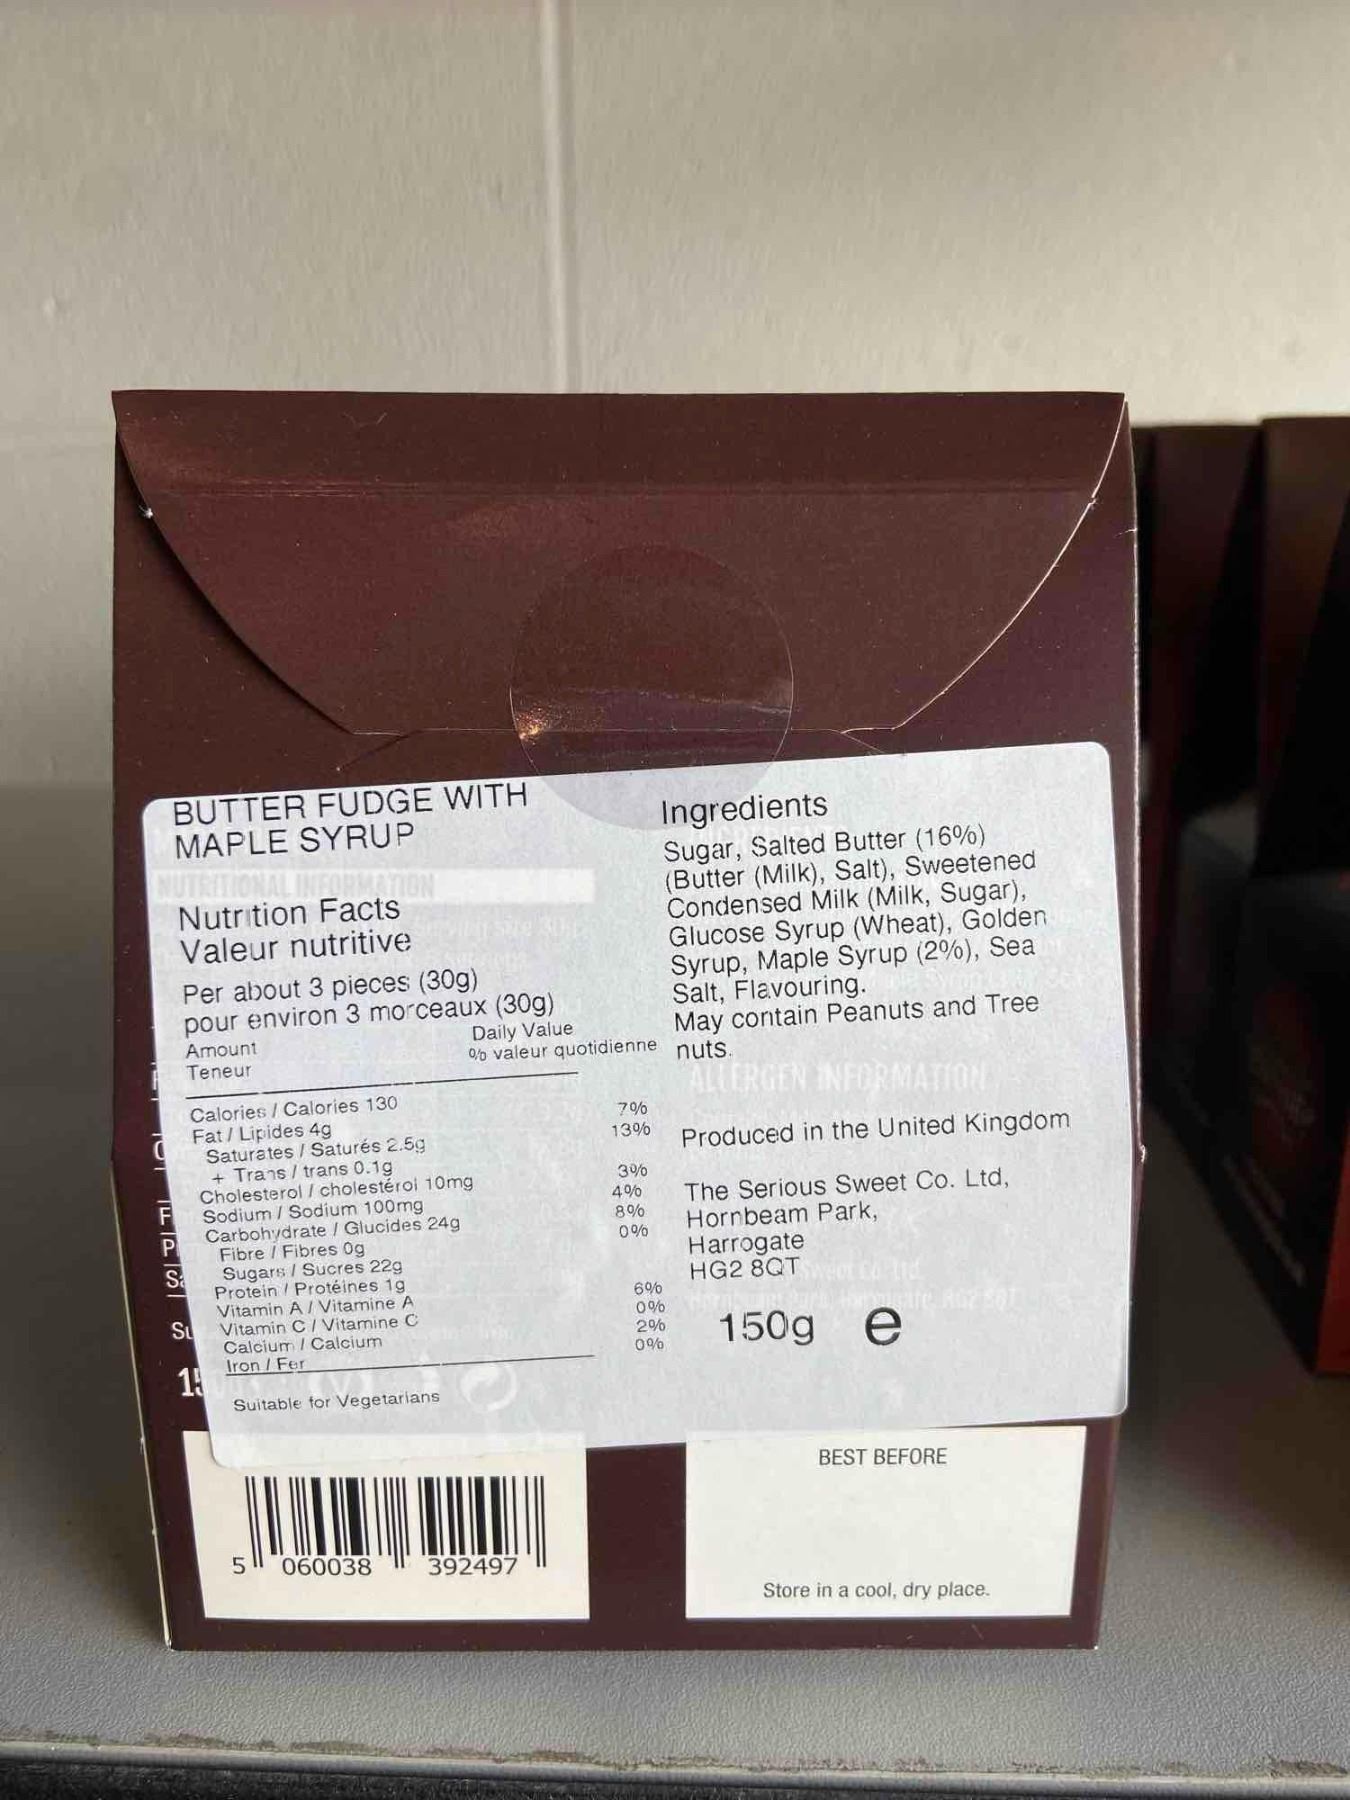 BUTTER FUDGE WITH
MAPLE SYRUP
NUTRITIONAL INFORMATION
Nutrition Facts
Valeur nutritive
Per about 3 pieces (30g)
pour environ 3 morceaux (30g)
Amount
Teneur
Daily Value
% valeur quotidienne
Calories / Calories 130
Fat / Lipides 4g 7%
Saturates / Saturés 2.5g 13%
+ Trans / trans 0.1g
Cholesterol / cholestérol 10mg 3%
Sodium / Sodium 100mg 4%
Carbohydrate / Glucides 24g 8%
Fibre / Fibres 0g 0%
Sugars / Sucres 22g
Protein / Protéines 1g
Vitamin A / Vitamine A 6%
Vitamin C / Vitamine C 0%
Calcium / Calcium 2%
Iron / Fer 0%
Suitable for Vegetarians
Ingredients
Sugar, Salted Butter (16%)
(Butter (Milk), Salt), Sweetened
Condensed Milk (Milk, Sugar),
Glucose Syrup (Wheat), Golden
Syrup, Maple Syrup (2%), Sea
Salt, Flavouring.
May contain Peanuts and Tree
nuts.
ALLERGEN INFORMATION
Produced in the United Kingdom
The Serious Sweet Co. Ltd,
Hornbeam Park,
Harrogate
HG2 8QT
150g e
5 060038 392497
BEST BEFORE
Store in a cool, dry place.